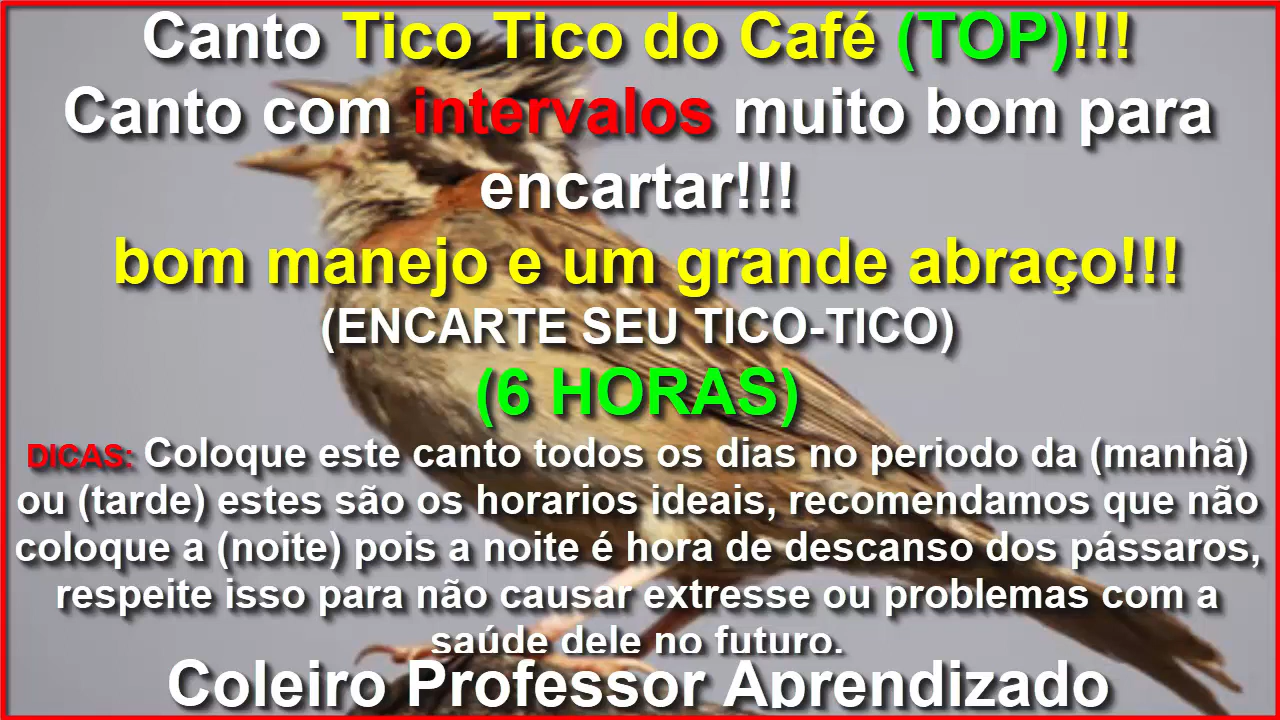 Canto Tico Tico do Café (TOP)!!!
Canto com intervalos muito bom para
encartar!!!
bom manejo e um grande abraço!!!
(ENCARTE SEU TICO-TICO)
(6 HORAS)
DICAS: Coloque este canto todos os dias no periodo da (manhã)
ou (tarde) estes são os horarios ideais, recomendamos que não
coloque a (noite) pois a noite é hora de descanso dos pássaros,
respeite isso para não causar extresse ou problemas com a
saúde dele no futuro.
Coleiro Professor Aprendizado